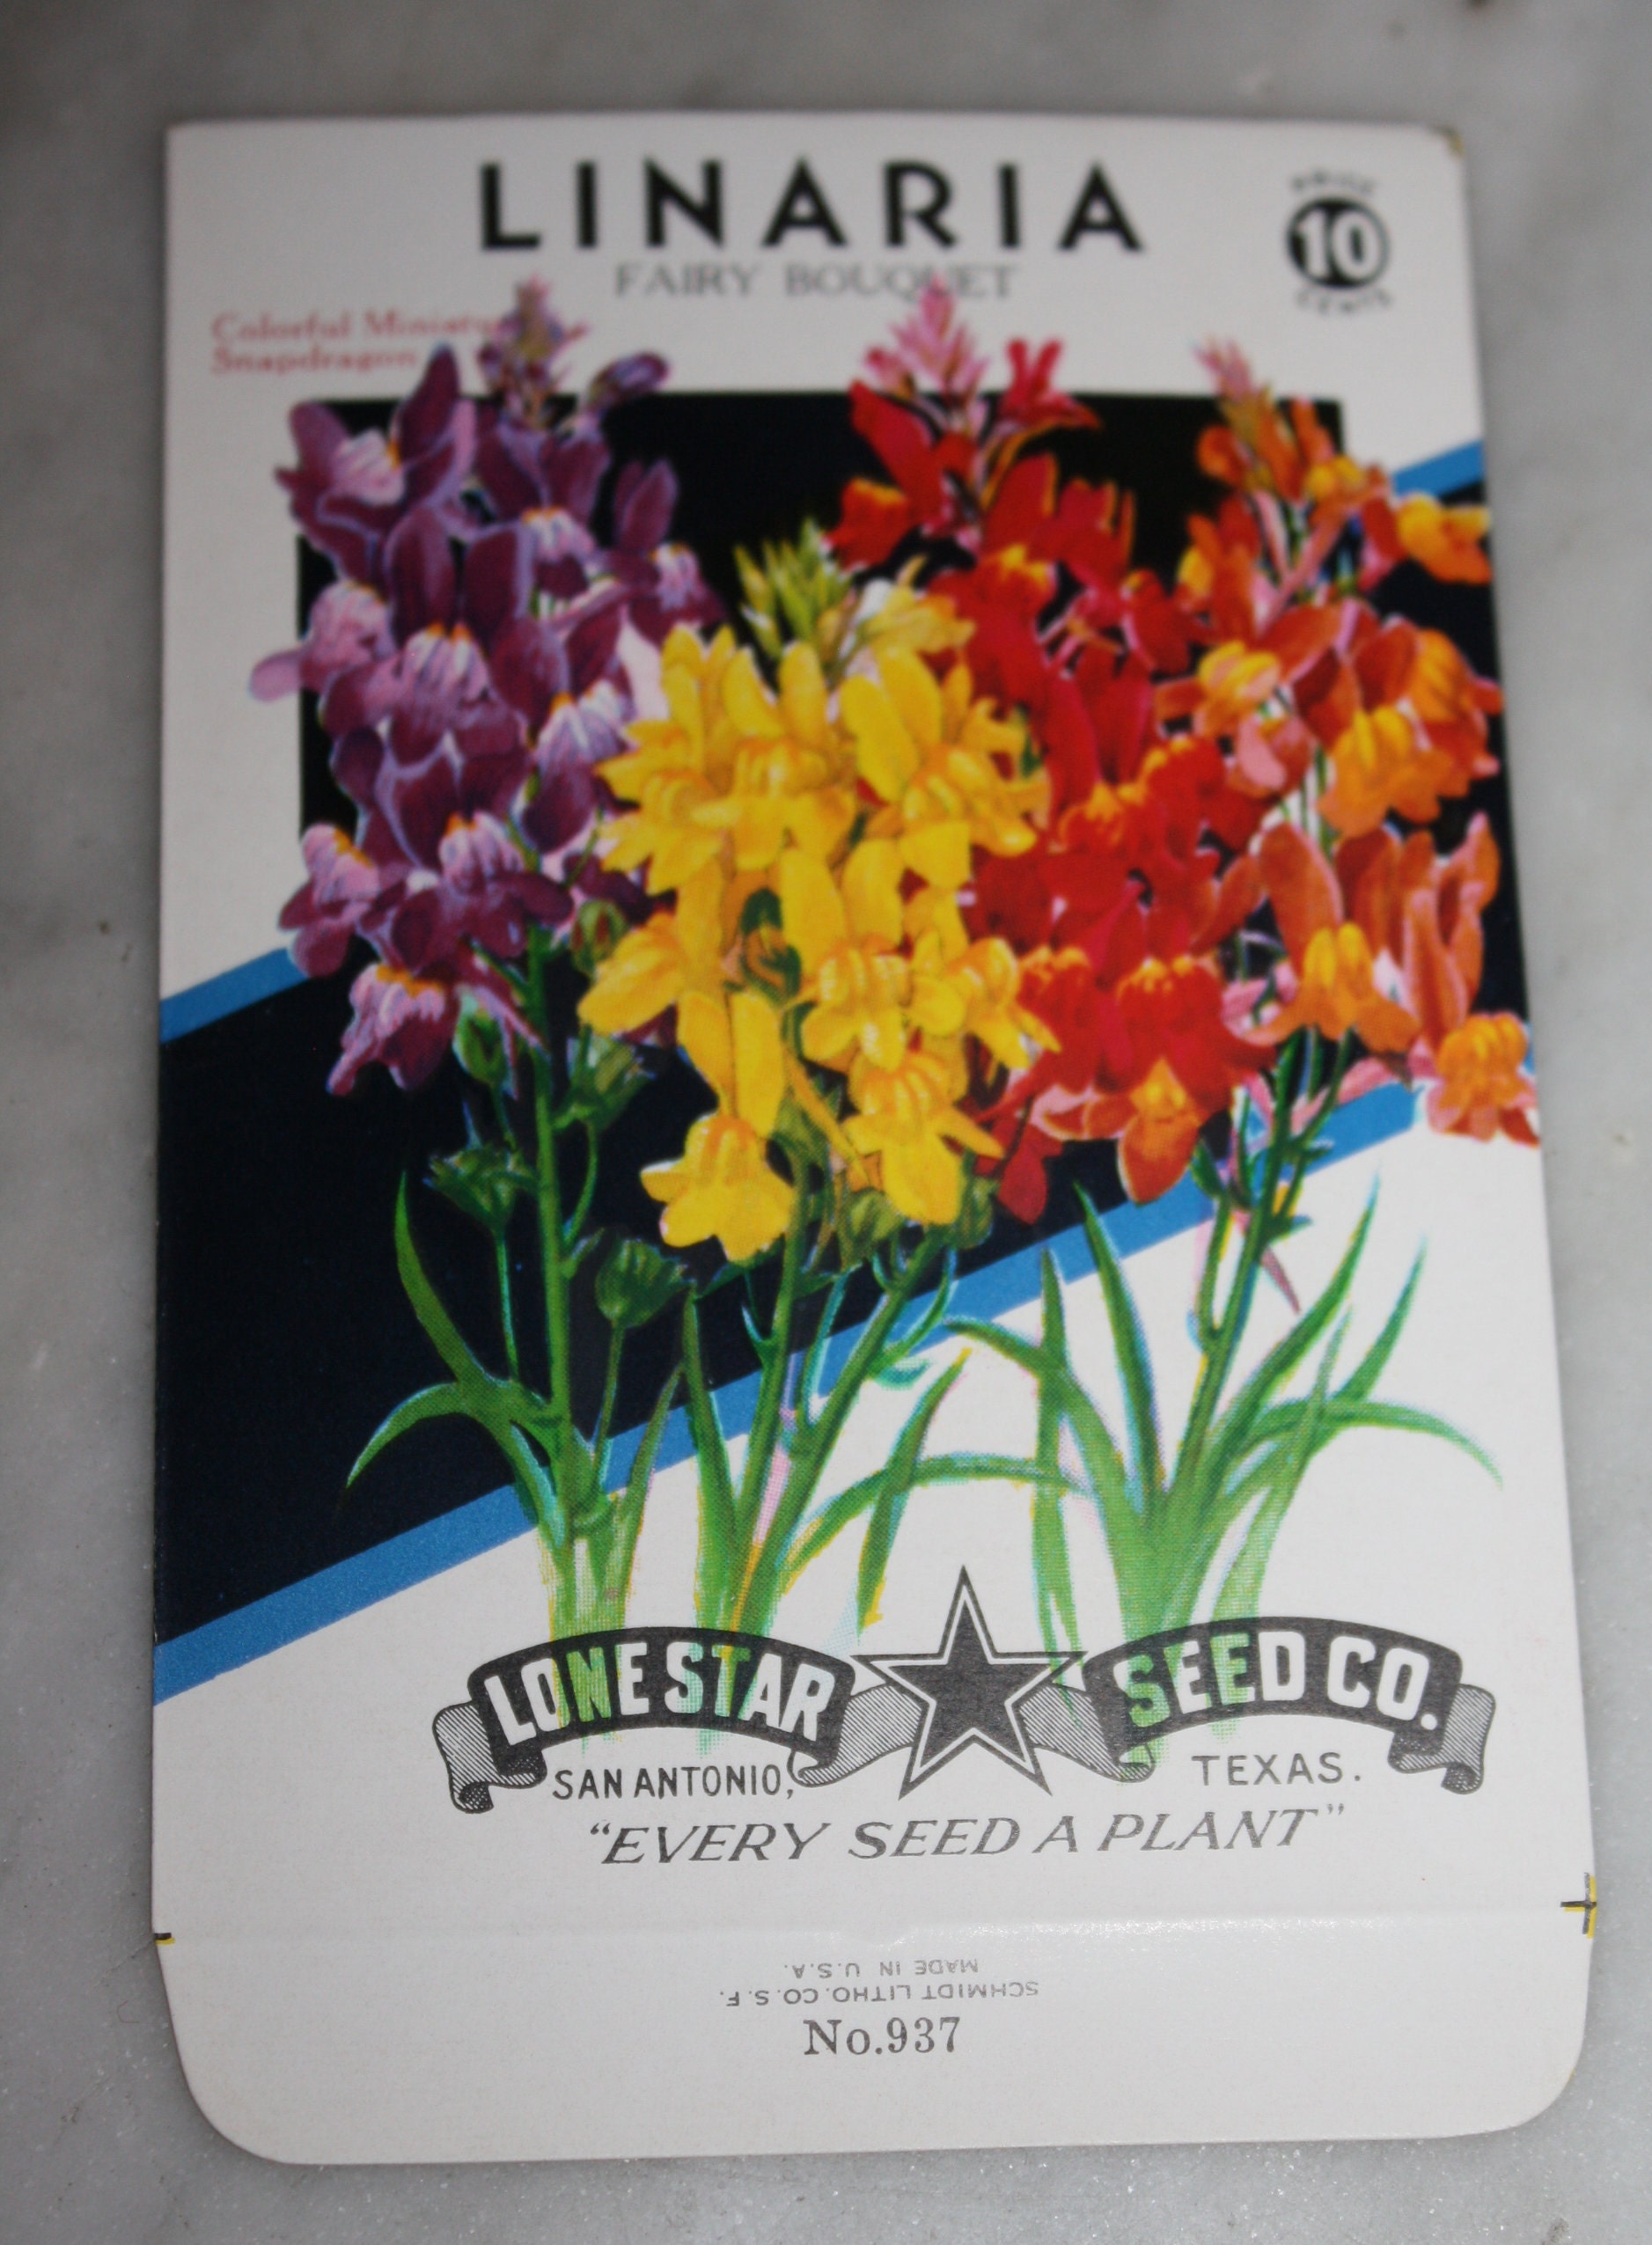 LINARIA
FAIRY BOUQUET
PRICE
10
CENTS
Colorful Miniature
Snapdragon
LONE STAR SEED CO.
SAN ANTONIO, TEXAS.
"EVERY SEED A PLANT"
MADE IN U.S.A.
SCHMIDT LITHO.CO.S.F.
No.937